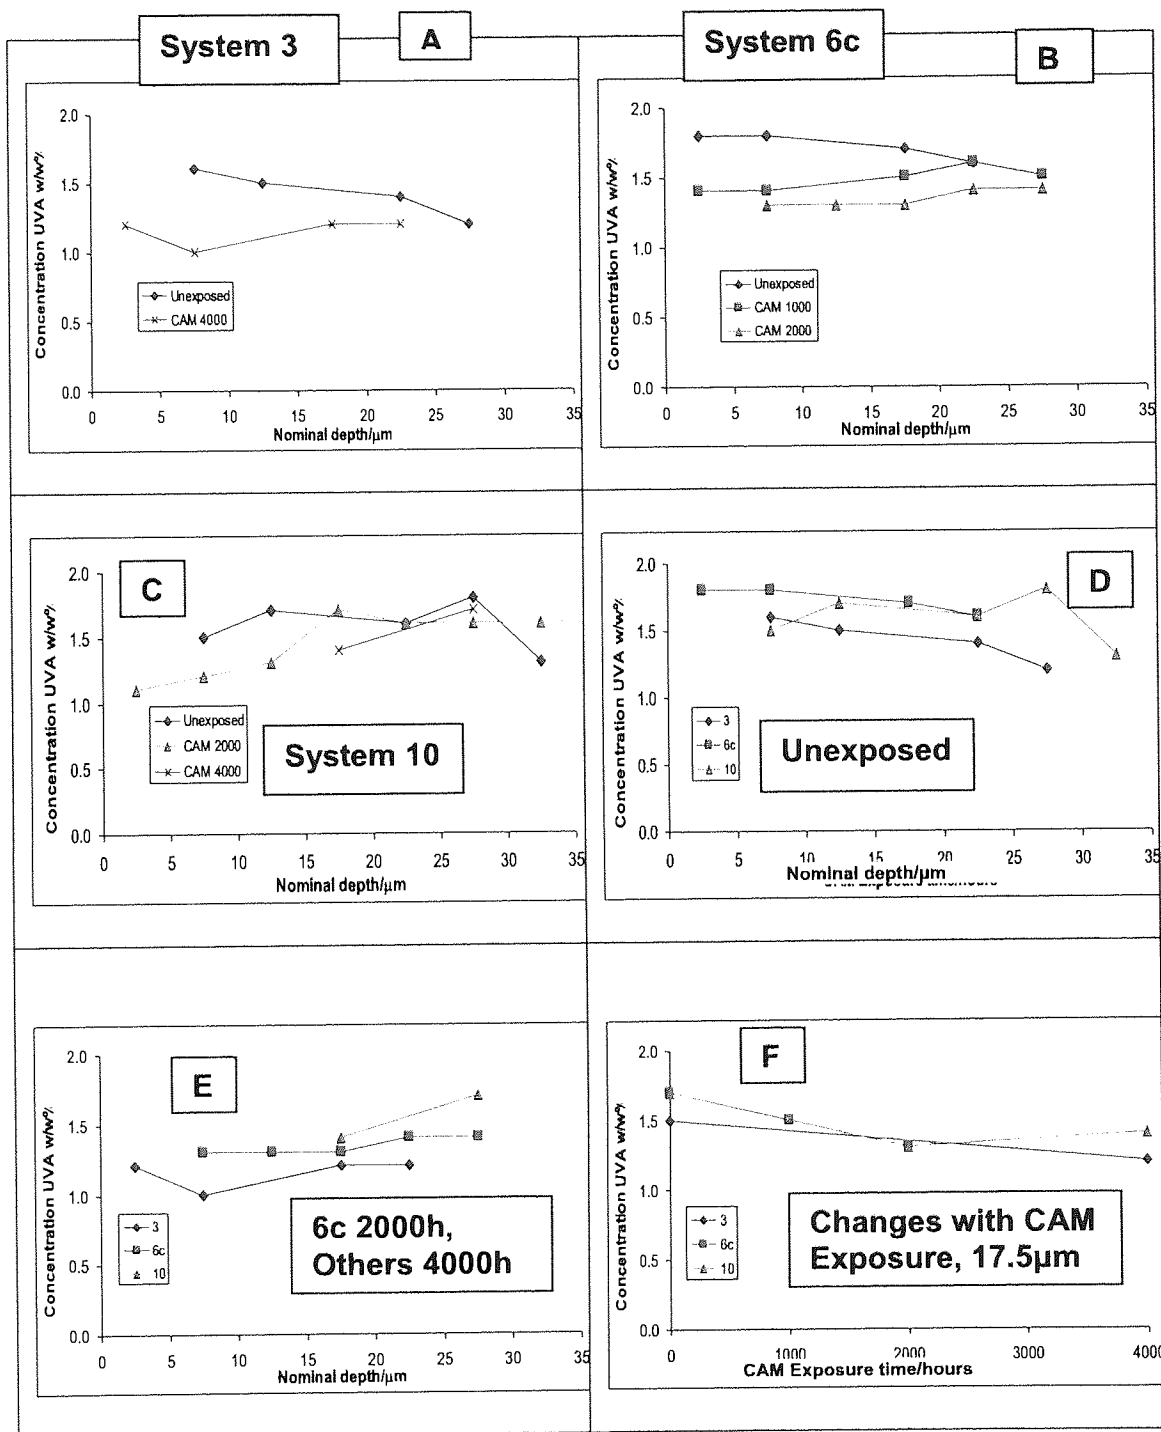 System 3
A
System 6c
B
Concentration UVA w/w%
2.0
1.5
1.0
0.5
0.0
Unexposed
CAM 4000
0 5 10 15 20 25 30 35
Nominal depth/µm
Concentration UVA w/w%
2.0
1.5
1.0
0.5
0.0
Unexposed
CAM 1000
CAM 2000
0 5 10 15 20 25 30 35
Nominal depth/µm
C
Concentration UVA w/w%
2.0
1.5
1.0
0.5
0.0
Unexposed
CAM 2000
CAM 4000
System 10
0 5 10 15 20 25 30 35
Nominal depth/µm
D
Concentration UVA w/w%
2.0
1.5
1.0
0.5
0.0
3
6c
10
Unexposed
0 5 10 15 20 25 30 35
Nominal depth/µm
E
Concentration UVA w/w%
2.0
1.5
1.0
0.5
0.0
3
6c
10
6c 2000h,
Others 4000h
0 5 10 15 20 25 30 35
Nominal depth/µm
F
Concentration UVA w/w%
2.0
1.5
1.0
0.5
0.0
3
6c
10
Changes with CAM
Exposure, 17.5µm
0 1000 2000 3000 4000
CAM Exposure time/hours